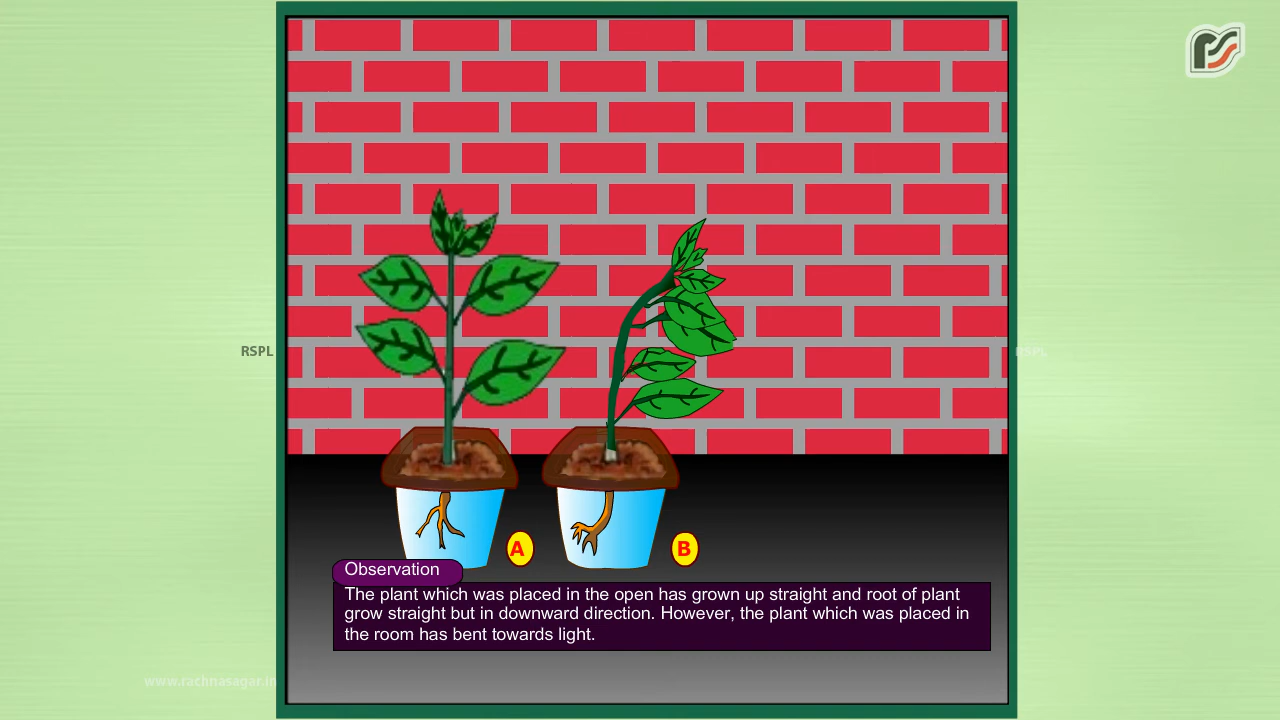 RSPL
RSPL
A
B
Observation
The plant which was placed in the open has grown up straight and root of plant
grow straight but in downward direction. However, the plant which was placed in
the room has bent towards light.
www.rachnasagar.in